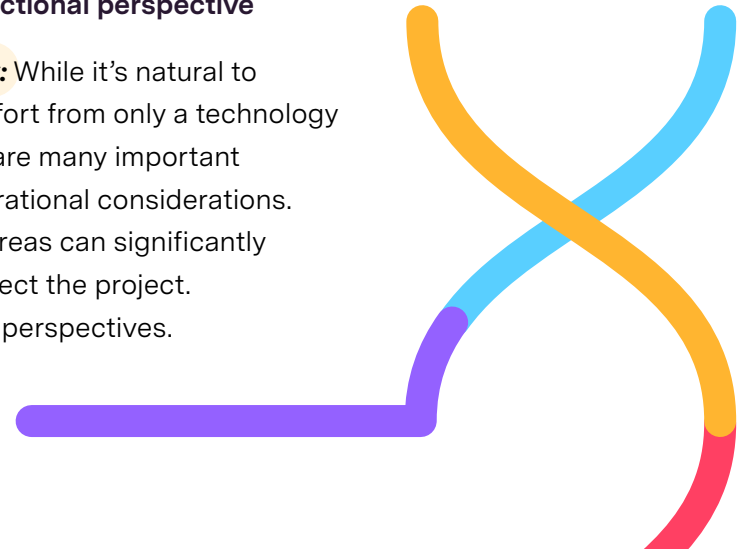 ctional perspective
: While it’s natural to
fort from only a technology
are many important
rational considerations.
reas can significantly
ect the project.
perspectives.